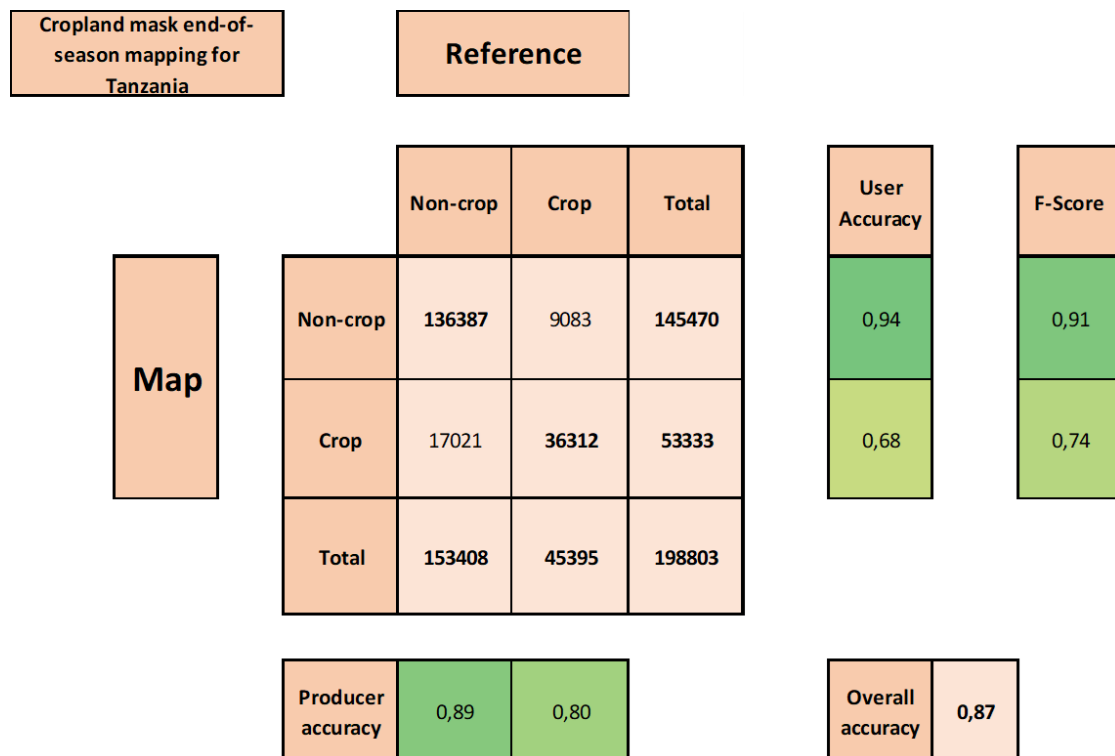 Cropland mask end-of-
season mapping for
Tanzania
Reference
Non-crop Crop Total
User
Accuracy
F-Score
Map
Non-crop 136387 9083 145470 0,94 0,91
Crop 17021 36312 53333 0,68 0,74
Total 153408 45395 198803
Producer
accuracy
0,89 0,80
Overall
accuracy
0,87